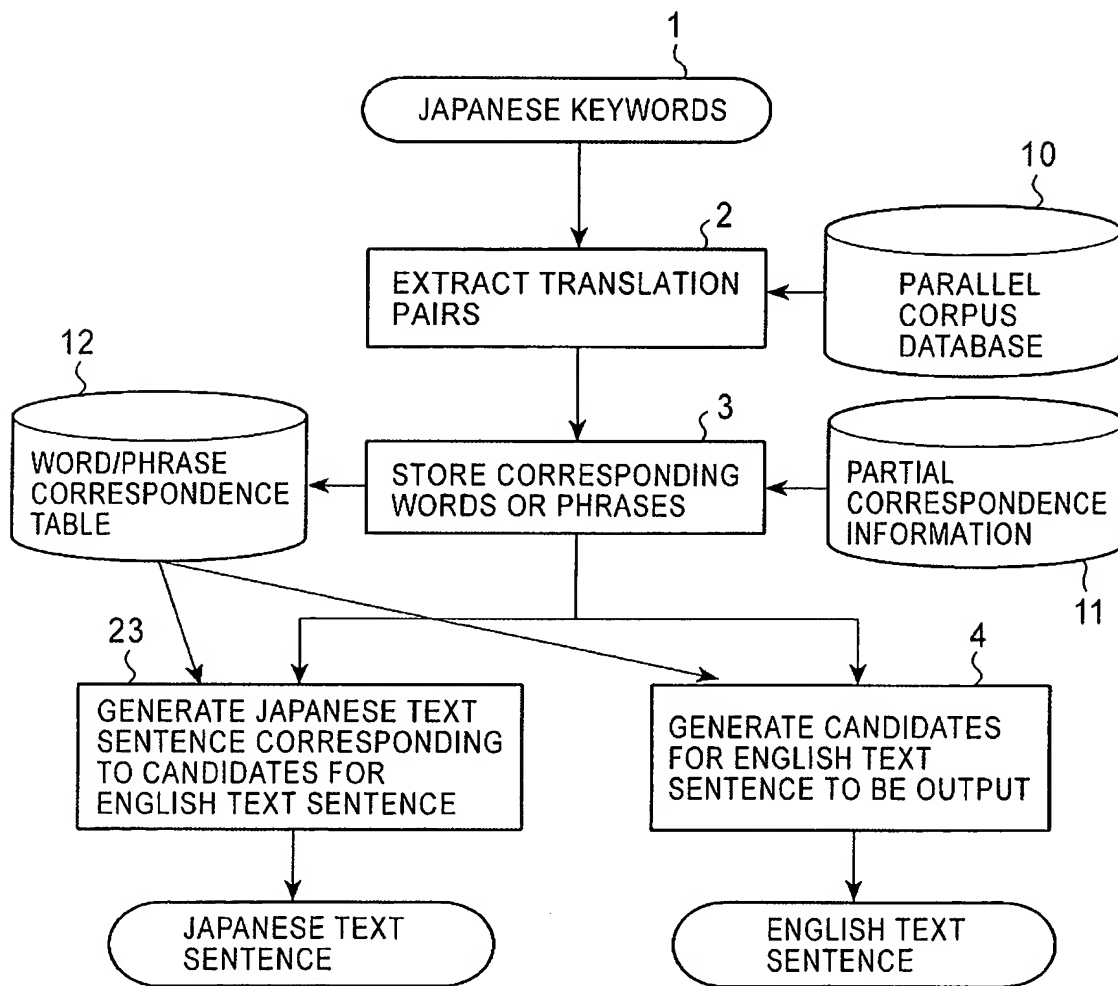 1
JAPANESE KEYWORDS
10
2
EXTRACT TRANSLATION
PAIRS
PARALLEL
CORPUS
DATABASE
12
3
WORD/PHRASE
CORRESPONDENCE
TABLE
STORE CORRESPONDING
WORDS OR PHRASES
PARTIAL
CORRESPONDENCE
INFORMATION
11
23
4
GENERATE JAPANESE TEXT
SENTENCE CORRESPONDING
TO CANDIDATES FOR
ENGLISH TEXT SENTENCE
GENERATE CANDIDATES
FOR ENGLISH TEXT
SENTENCE TO BE OUTPUT
JAPANESE TEXT
SENTENCE
ENGLISH TEXT
SENTENCE